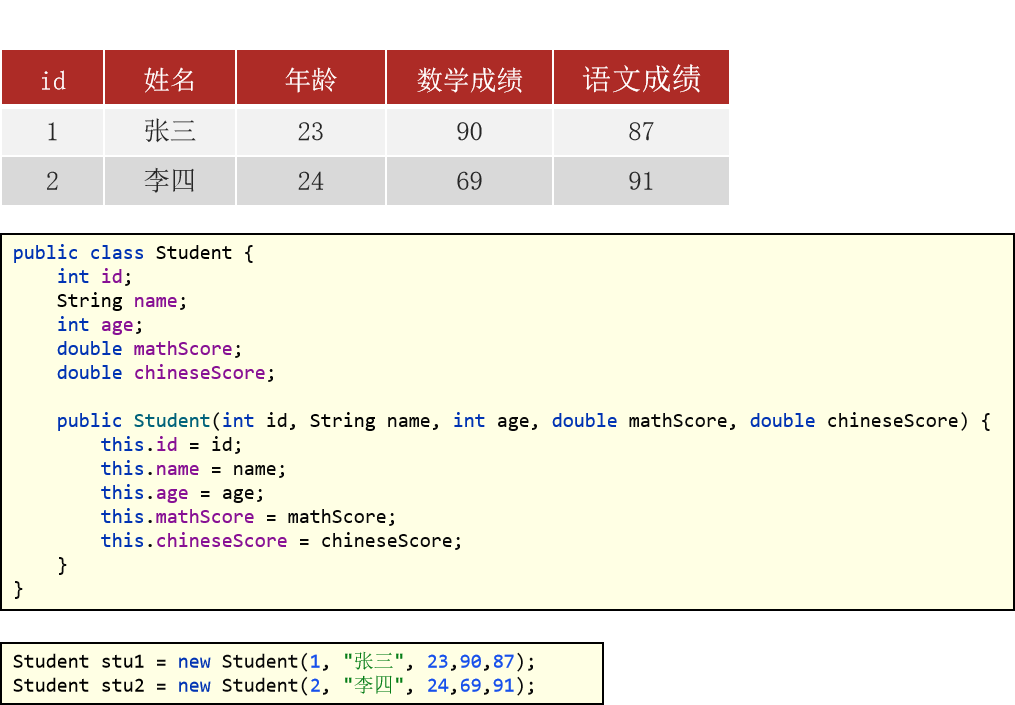 id 姓名 年龄 数学成绩 语文成绩
1 张三 23 90 87
2 李四 24 69 91
public class Student {
    int id;
    String name;
    int age;
    double mathScore;
    double chineseScore;
    public Student(int id, String name, int age, double mathScore, double chineseScore) {
        this.id = id;
        this.name = name;
        this.age = age;
        this.mathScore = mathScore;
        this.chineseScore = chineseScore;
    }
}
Student stu1 = new Student(1, "张三", 23,90,87);
Student stu2 = new Student(2, "李四", 24,69,91);